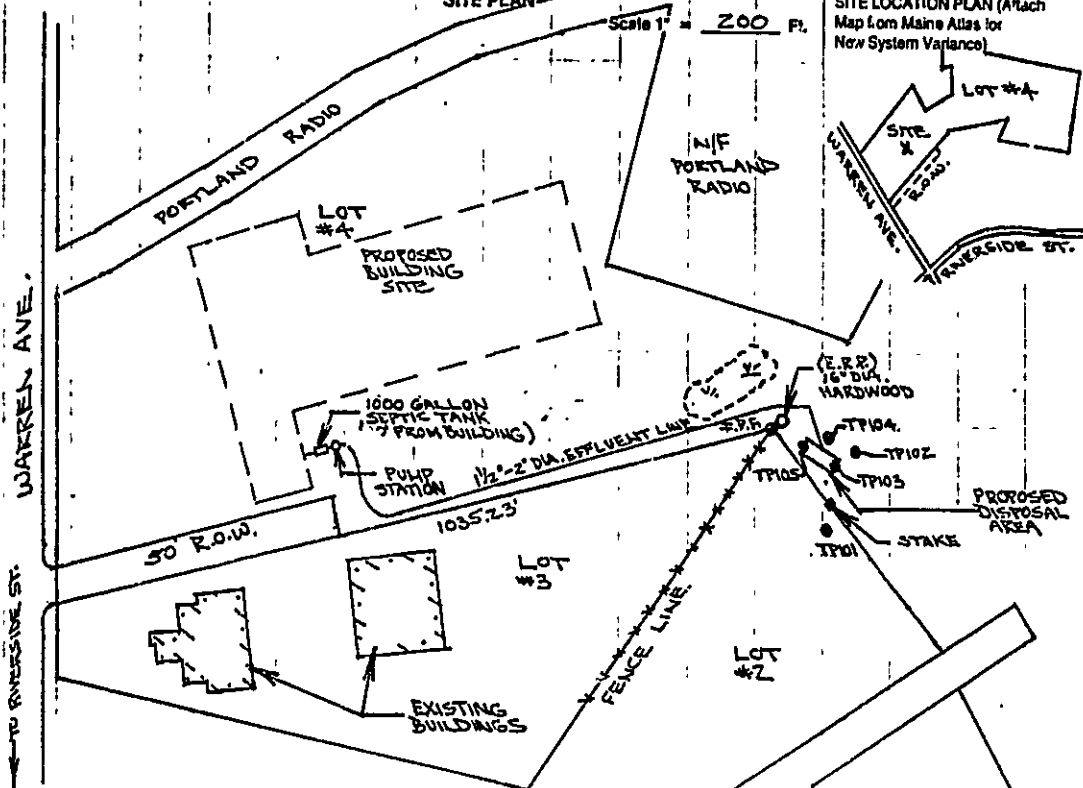 SITE PLAN
Scale 1" = 200 Ft.
SITE LOCATION PLAN (Attach
Map from Maine Atlas for
New System Variance)
LOT #4
SITE
X
R.O.W.
WARREN AVE.
RIVERSIDE ST.
PORTLAND RADIO
N/F
PORTLAND
RADIO
LOT
#4
PROPOSED
BUILDING
SITE
WARREN AVE.
(E.R.P.)
16" DIA.
HARDWOOD
1000 GALLON
SEPTIC TANK
FROM BUILDING)
PUMP
STATION
1½"-2" DIA. EFFLUENT LINE
TP104
TP102
TP103
TP105
PROPOSED
DISPOSAL
AREA
STAKE
TP101
50' R.O.W.
1035.23'
LOT
#3
FENCE LINE
LOT
#2
EXISTING
BUILDINGS
TO RIVERSIDE ST.